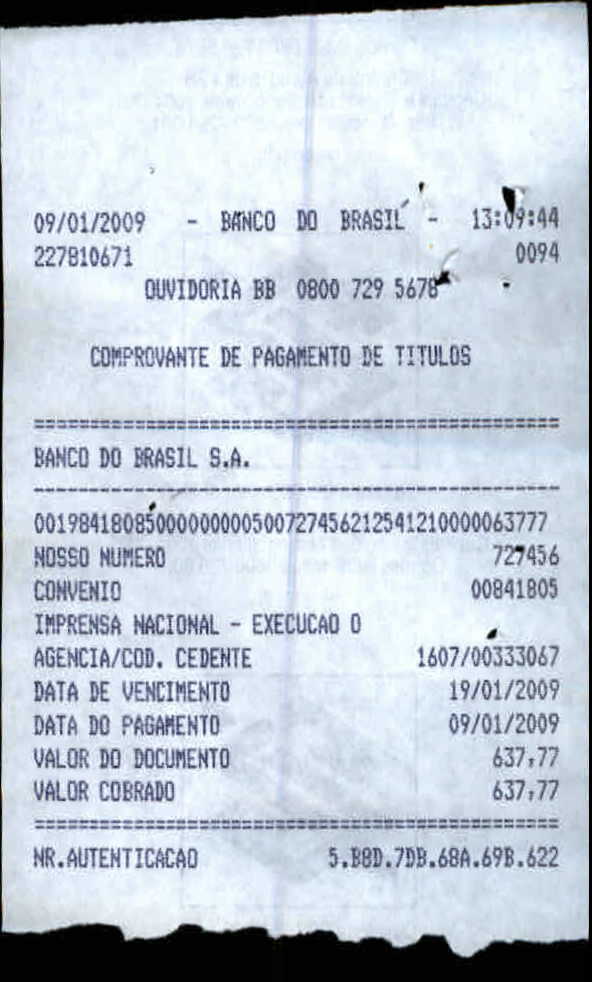 09/01/2009 - BANCO DO BRASIL - 13:09:44
227810671 0094
OUVIDORIA BB 0800 729 5678
COMPROVANTE DE PAGAMENTO DE TITULOS
================================================
BANCO DO BRASIL S.A.
------------------------------------------------
00198418085000000000500727456212541210000063777
NOSSO NUMERO 727456
CONVENIO 00841805
IMPRENSA NACIONAL - EXECUCAO O
AGENCIA/COD. CEDENTE 1607/00333067
DATA DE VENCIMENTO 19/01/2009
DATA DO PAGAMENTO 09/01/2009
VALOR DO DOCUMENTO 637,77
VALOR COBRADO 637,77
================================================
NR.AUTENTICACAO 5.B8D.7DB.68A.69B.622